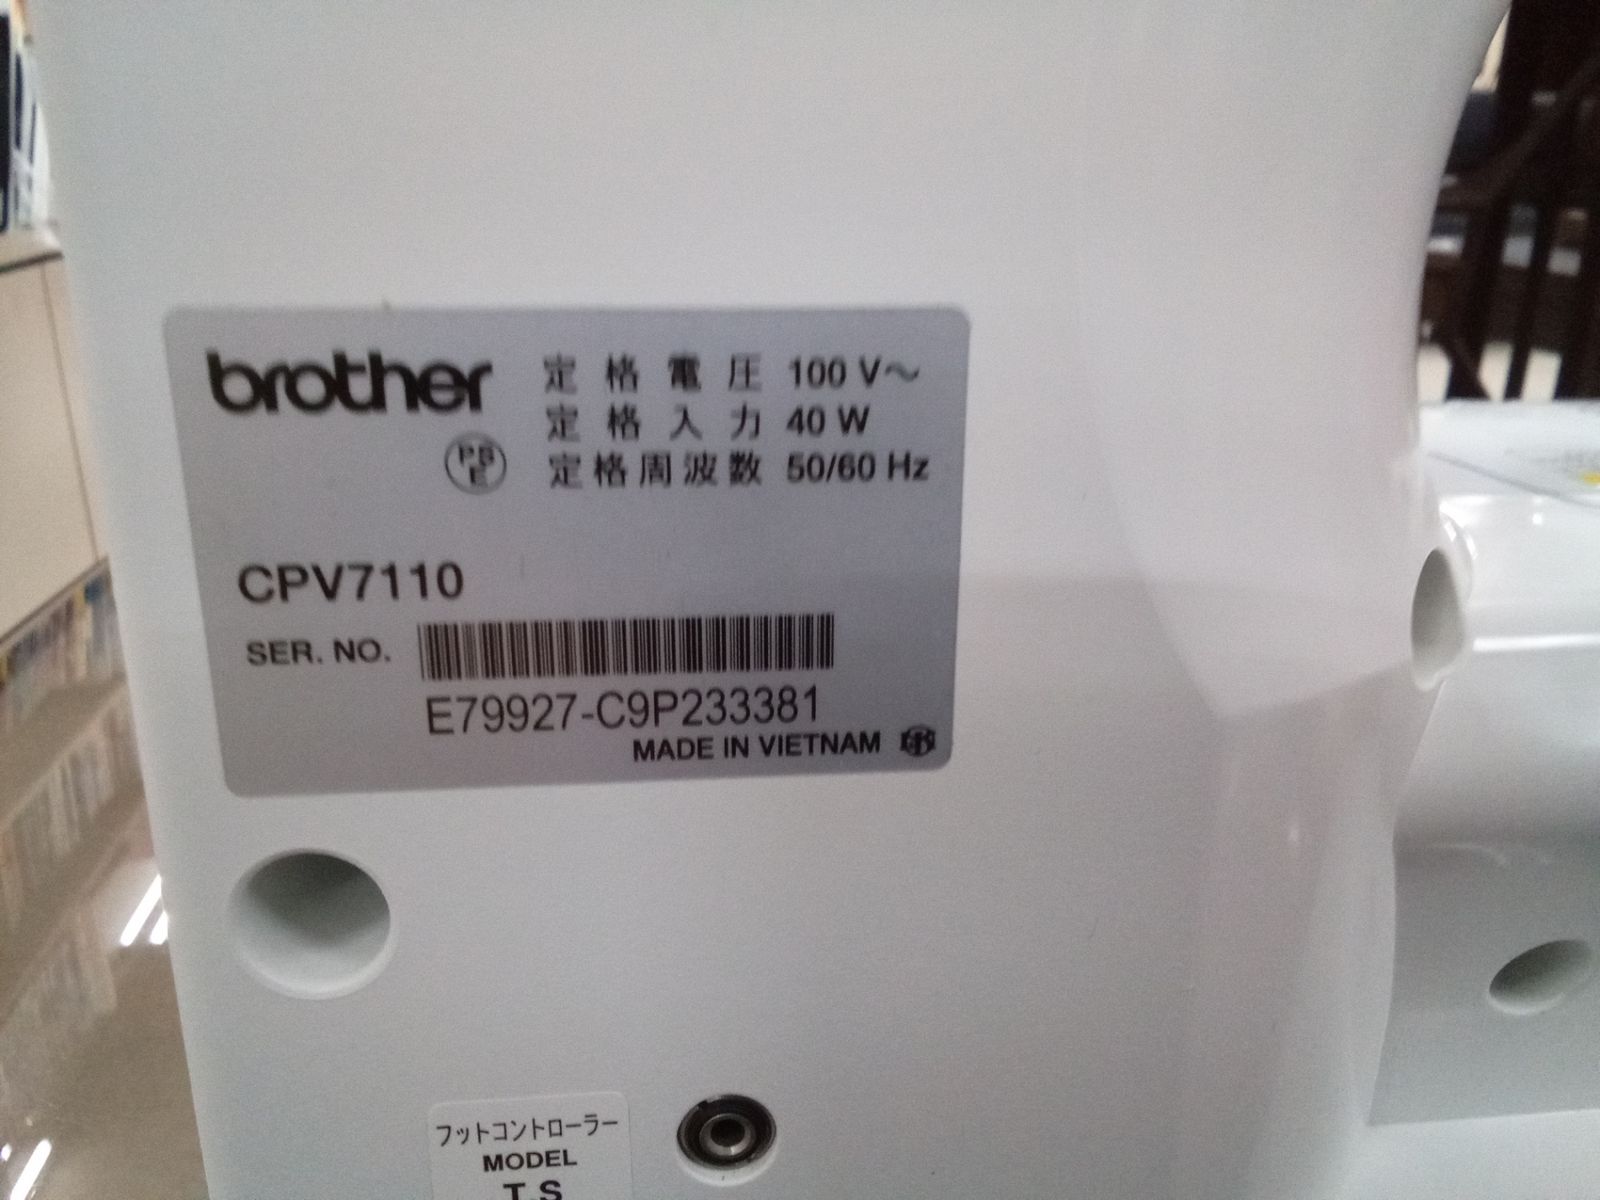 brother
定格電圧 100 V～
定格入力 40 W
定格周波数 50/60 Hz
PS
E
CPV7110
SER. NO.
E79927-C9P233381
MADE IN VIETNAM
フットコントローラー
MODEL
T,S